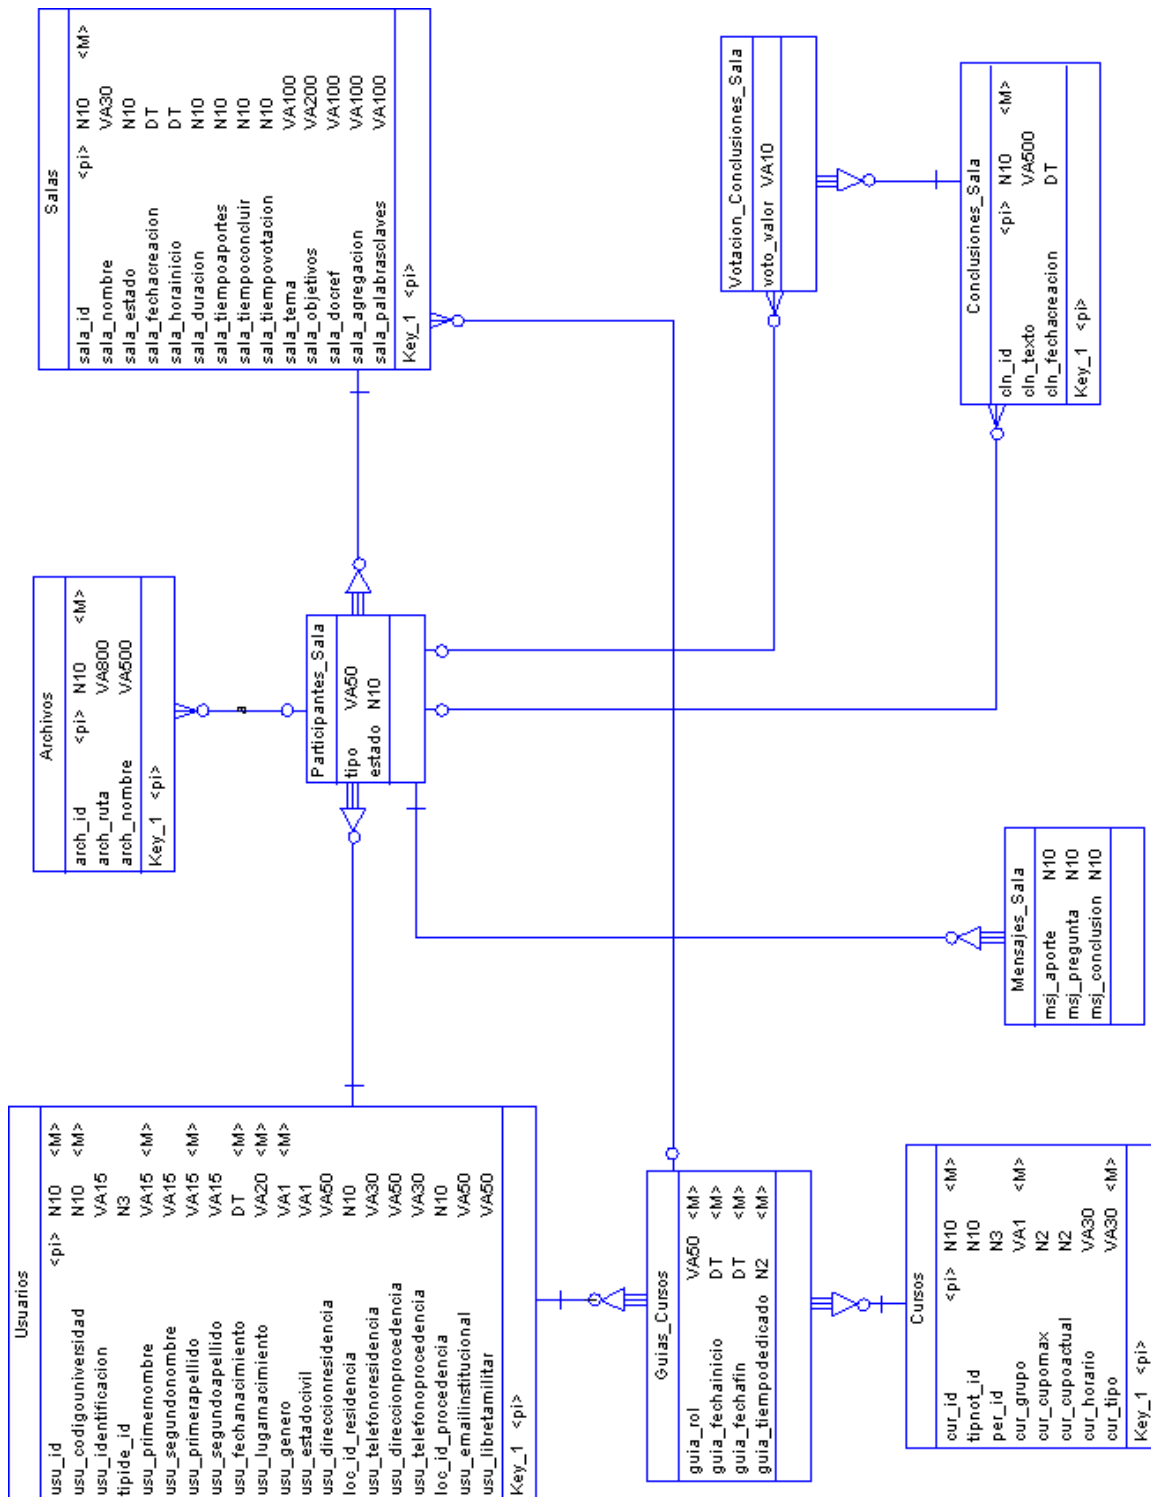 Usuarios
usu_id <pi> N10 <M>
usu_codigouniversidad N10 <M>
usu_identificacion VA15
tipide_id N3
usu_primernombre VA15 <M>
usu_segundonombre VA15
usu_primerapellido VA15 <M>
usu_segundoapellido VA15
usu_fechanacimiento DT <M>
usu_lugarnacimiento VA20 <M>
usu_genero VA1 <M>
usu_estadocivil VA1
usu_direccionresidencia VA50
loc_id_residencia N10
usu_telefonoresidencia VA30
usu_direccionprocedencia VA50
usu_telefonoprocedencia VA30
loc_id_procedencia N10
usu_emailinstitucional VA50
usu_libretamilitar VA50
Key_1 <pi>
Archivos
arch_id <pi> N10 <M>
arch_ruta VA800
arch_nombre VA500
Key_1 <pi>
a
Salas
sala_id <pi> N10 <M>
sala_nombre VA30
sala_estado N10
sala_fechacreacion DT
sala_horainicio DT
sala_duracion N10
sala_tiempoaportes N10
sala_tiempoconcluir N10
sala_tiempovotacion N10
sala_tema VA100
sala_objetivos VA200
sala_docref VA100
sala_agregacion VA100
sala_palabrasclaves VA100
Key_1 <pi>
Participantes_Sala
tipo VA50
estado N10
Guias_Cursos
guia_rol VA50 <M>
guia_fechainicio DT <M>
guia_fechafin DT <M>
guia_tiempodedicado N2 <M>
Votacion_Conclusiones_Sala
voto_valor VA10
Cursos
cur_id <pi> N10 <M>
tipnot_id N10
per_id N3
cur_grupo VA1 <M>
cur_cupomax N2
cur_cupoactual N2
cur_horario VA30
cur_tipo VA30 <M>
Key_1 <pi>
Mensajes_Sala
msj_aporte N10
msj_pregunta N10
msj_conclusion N10
Conclusiones_Sala
cln_id <pi> N10 <M>
cln_texto VA500
cln_fechacreacion DT
Key_1 <pi>